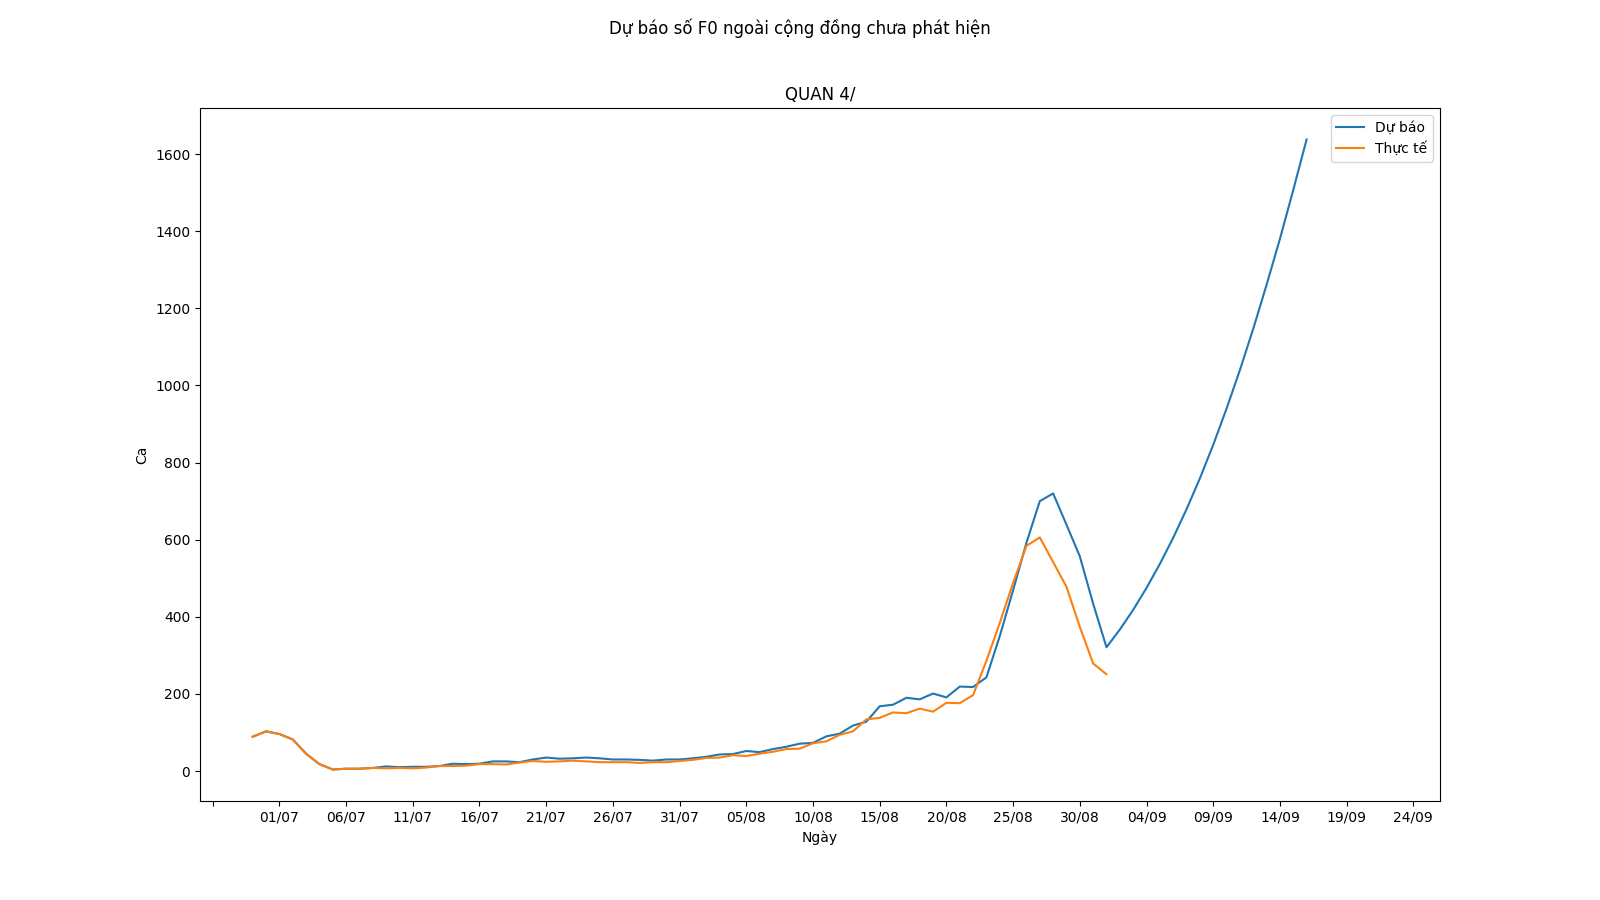 Dự báo số F0 ngoài cộng đồng chưa phát hiện
QUAN 4/
Dự báo
Thực tế
1600
1400
1200
1000
800
600
400
200
0
Ca
01/07 06/07 11/07 16/07 21/07 26/07 31/07 05/08 10/08 15/08 20/08 25/08 30/08 04/09 09/09 14/09 19/09 24/09
Ngày